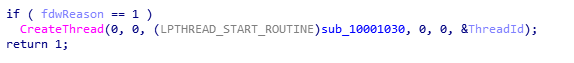 if ( fdwReason == 1 )
CreateThread(0, 0, (LPTHREAD_START_ROUTINE)sub_10001030, 0, 0, &ThreadId);
return 1;